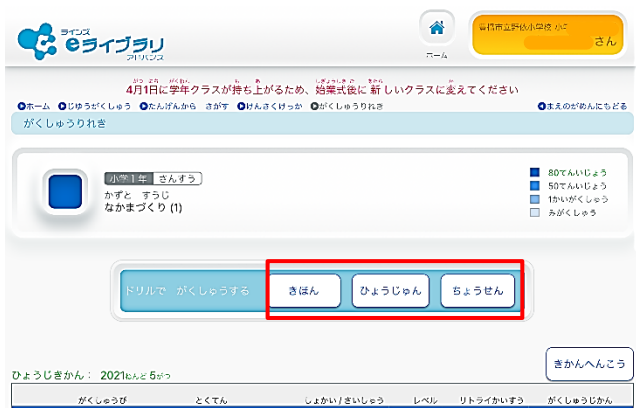 ラインズ
eライブラリ
アドバンス
ホーム
豊橋市立野依小学校
さん
4月1日に学年クラスが持ち上がるため、始業式後に新しいクラスに変えてください
ホーム じゆうがくしゅう たんげんから さがす けんさくけっか がくしゅうりれき
まえのがめんにもどる
がくしゅうりれき
小学1年 さんすう
かずと すうじ
なかまづくり (1)
80てんいじょう
50てんいじょう
1かいがくしゅう
みがくしゅう
ドリルで がくしゅうする きほん ひょうじゅん ちょうせん
きかんへんこう
ひょうじきかん： 2021ねんど 5がつ
がくしゅうび とくてん しょかい/さいしゅう レベル リトライかいすう がくしゅうじかん